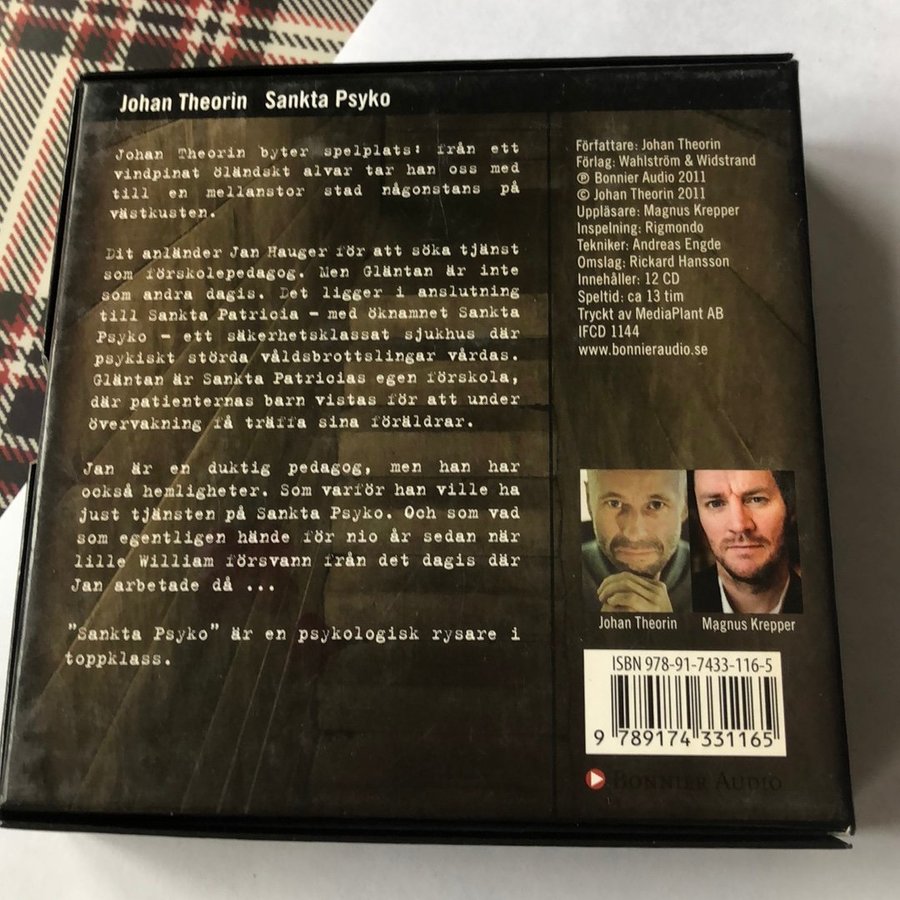 Johan Theorin Sankta Psyko
Johan Theorin byter spelplats: från ett
vindpinat öländskt alvar tar han oss med
till en mellanstor stad någonstans på
västkusten.
Dit anländer Jan Hauger för att söka tjänst
som förskolepedagog. Men Gläntan är inte
som andra dagis. Det ligger i anslutning
till Sankta Patricia – med öknamnet Sankta
Psyko – ett säkerhetsklassat sjukhus där
psykiskt störda våldsbrottslingar vårdas.
Gläntan är Sankta Patricias egen förskola,
där patienternas barn vistas för att under
övervakning få träffa sina föräldrar.
Jan är en duktig pedagog, men han har
också hemligheter. Som varför han ville ha
just tjänsten på Sankta Psyko. Och som vad
som egentligen hände för nio år sedan när
lille William försvann från det dagis där
Jan arbetade då ...
"Sankta Psyko" är en psykologisk rysare i
toppklass.
Författare: Johan Theorin
Förlag: Wahlström & Widstrand
℗ Bonnier Audio 2011
© Johan Theorin 2011
Uppläsare: Magnus Krepper
Inspelning: Rigmondo
Tekniker: Andreas Engde
Omslag: Rickard Hansson
Innehåller: 12 CD
Speltid: ca 13 tim
Tryckt av MediaPlant AB
IFCD 1144
www.bonnieraudio.se
Johan Theorin Magnus Krepper
ISBN 978-91-7433-116-5
9 789174 331165
BONNIER AUDIO